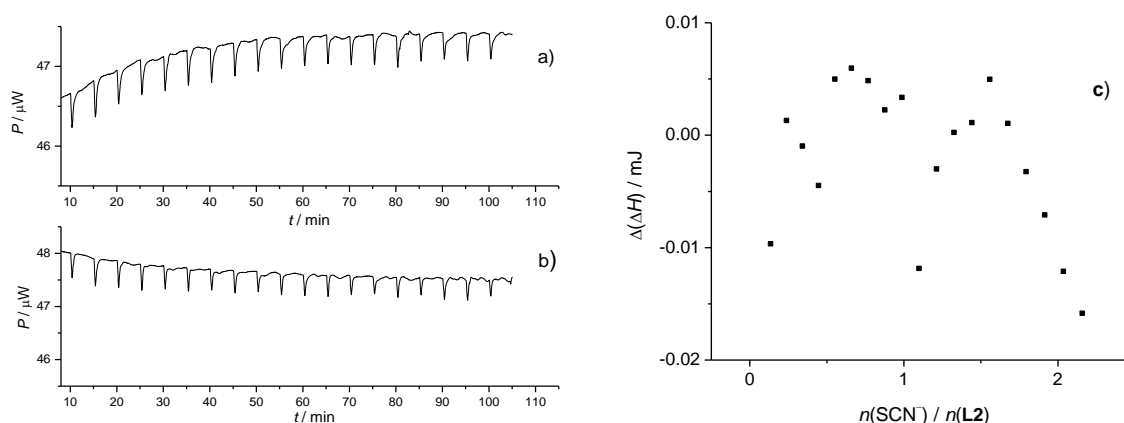 47
46
P / μW
a)
10 20 30 40 50 60 70 80 90 100 110
t / min
48
47
46
P / μW
b)
10 20 30 40 50 60 70 80 90 100 110
t / min
0.01
0.00
-0.01
-0.02
Δ(ΔH) / mJ
c)
0 1 2
n(SCN⁻) / n(L2)